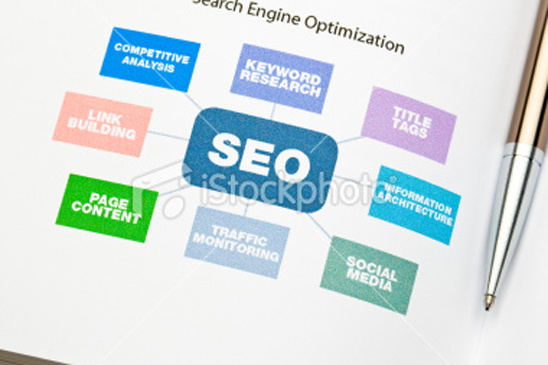 Search Engine Optimization
COMPETITIVE
ANALYSIS
KEYWORD
RESEARCH
TITLE
TAGS
LINK
BUILDING
SEO
PAGE
CONTENT
INFORMATION
ARCHITECTURE
TRAFFIC
MONITORING
SOCIAL
MEDIA
iStockphoto